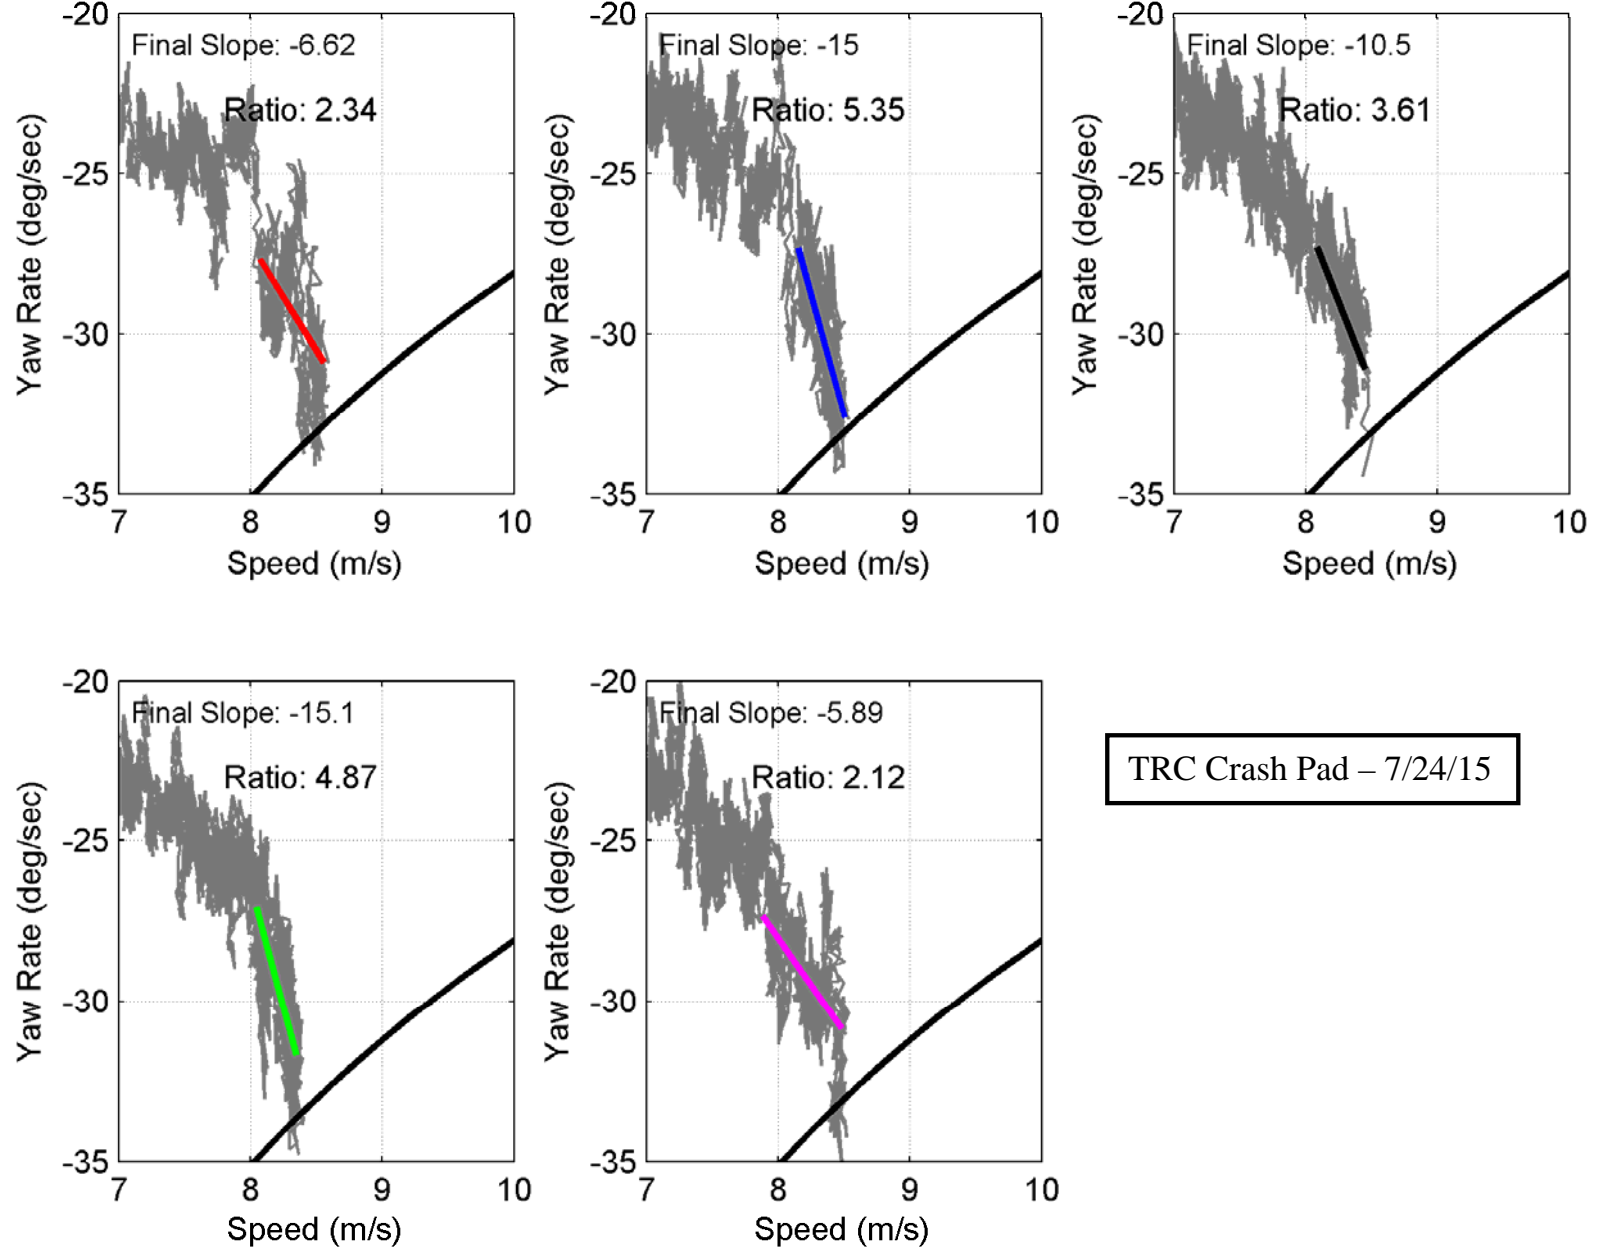 -20
Final Slope: -6.62
Ratio: 2.34
-25
-30
-35
7 8 9 10
Speed (m/s)
Yaw Rate (deg/sec)
-20
Final Slope: -15
Ratio: 5.35
-25
-30
-35
7 8 9 10
Speed (m/s)
Yaw Rate (deg/sec)
-20
Final Slope: -10.5
Ratio: 3.61
-25
-30
-35
7 8 9 10
Speed (m/s)
Yaw Rate (deg/sec)
-20
Final Slope: -15.1
Ratio: 4.87
-25
-30
-35
7 8 9 10
Speed (m/s)
Yaw Rate (deg/sec)
-20
Final Slope: -5.89
Ratio: 2.12
-25
-30
-35
7 8 9 10
Speed (m/s)
Yaw Rate (deg/sec)
TRC Crash Pad – 7/24/15